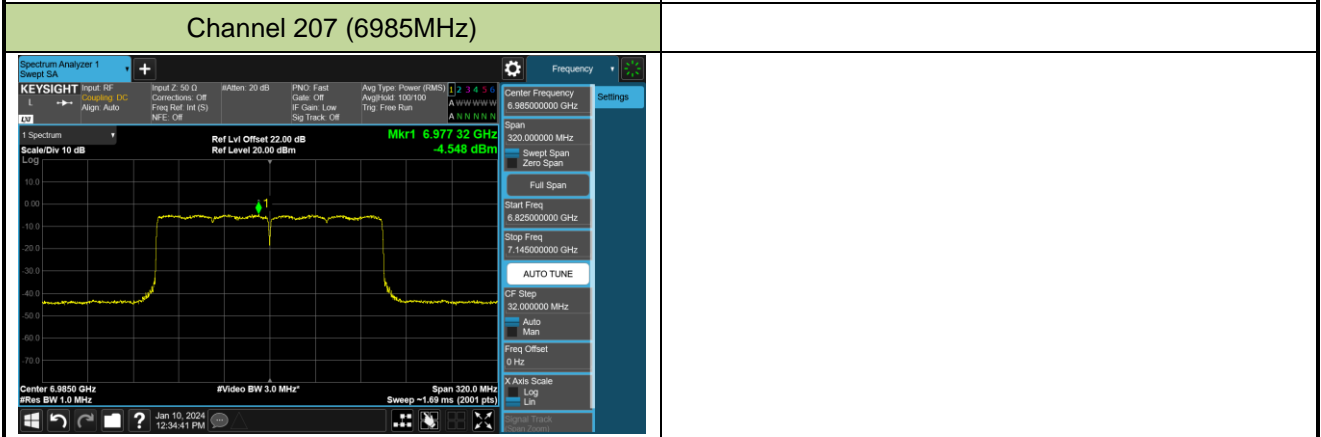 Channel 207 (6985MHz)
Spectrum Analyzer 1
Swept SA
Frequency
KEYSIGHT
L
LXI
Input: RF
Coupling: DC
Align: Auto
Input Z: 50 Ω
Corrections: Off
Freq Ref: Int (S)
NFE: Off
#Atten: 20 dB
PNO: Fast
Gate: Off
IF Gain: Low
Sig Track: Off
Avg Type: Power (RMS)
Avg|Hold: 100/100
Trig: Free Run
1 2 3 4 5 6
A W W W W W
A N N N N N
Center Frequency
6.985000000 GHz
Settings
1 Spectrum
Scale/Div 10 dB
Log
Ref Lvl Offset 22.00 dB
Ref Level 20.00 dBm
Mkr1 6.977 32 GHz
-4.548 dBm
Span
320.000000 MHz
Swept Span
Zero Span
Full Span
Start Freq
6.825000000 GHz
Stop Freq
7.145000000 GHz
AUTO TUNE
CF Step
32.000000 MHz
Auto
Man
Freq Offset
0 Hz
X Axis Scale
Log
Lin
Signal Track
(Span Zoom)
10.0
0.00
-10.0
-20.0
-30.0
-40.0
-50.0
-60.0
-70.0
1
Center 6.9850 GHz
#Res BW 1.0 MHz
#Video BW 3.0 MHz*
Span 320.0 MHz
Sweep ~1.69 ms (2001 pts)
?
Jan 10, 2024
12:34:41 PM